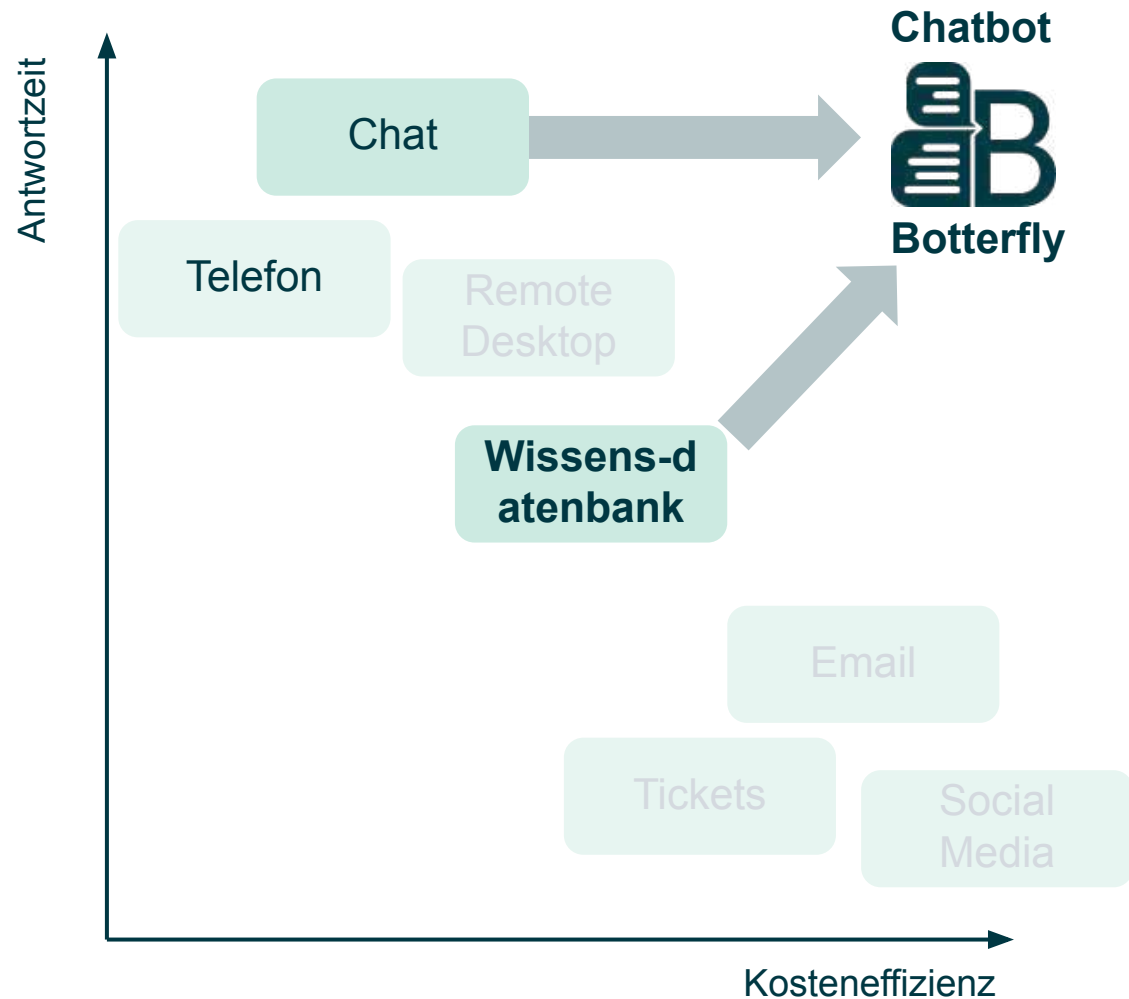 Chatbot
Antwortzeit
Chat
B
Botterfly
Telefon
Remote
Desktop
Wissens-d
atenbank
Email
Tickets
Social
Media
Kosteneffizienz